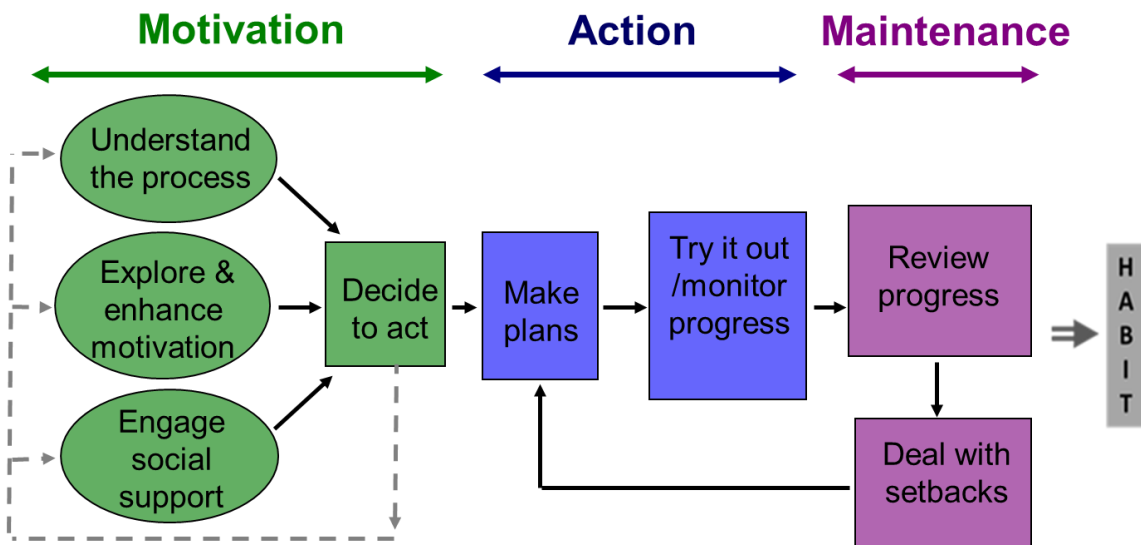 Motivation
Action
Maintenance
Understand
the process
Explore &
enhance
motivation
Engage
social
support
Decide
to act
Make
plans
Try it out
/monitor
progress
Review
progress
Deal with
setbacks
H
A
B
I
T